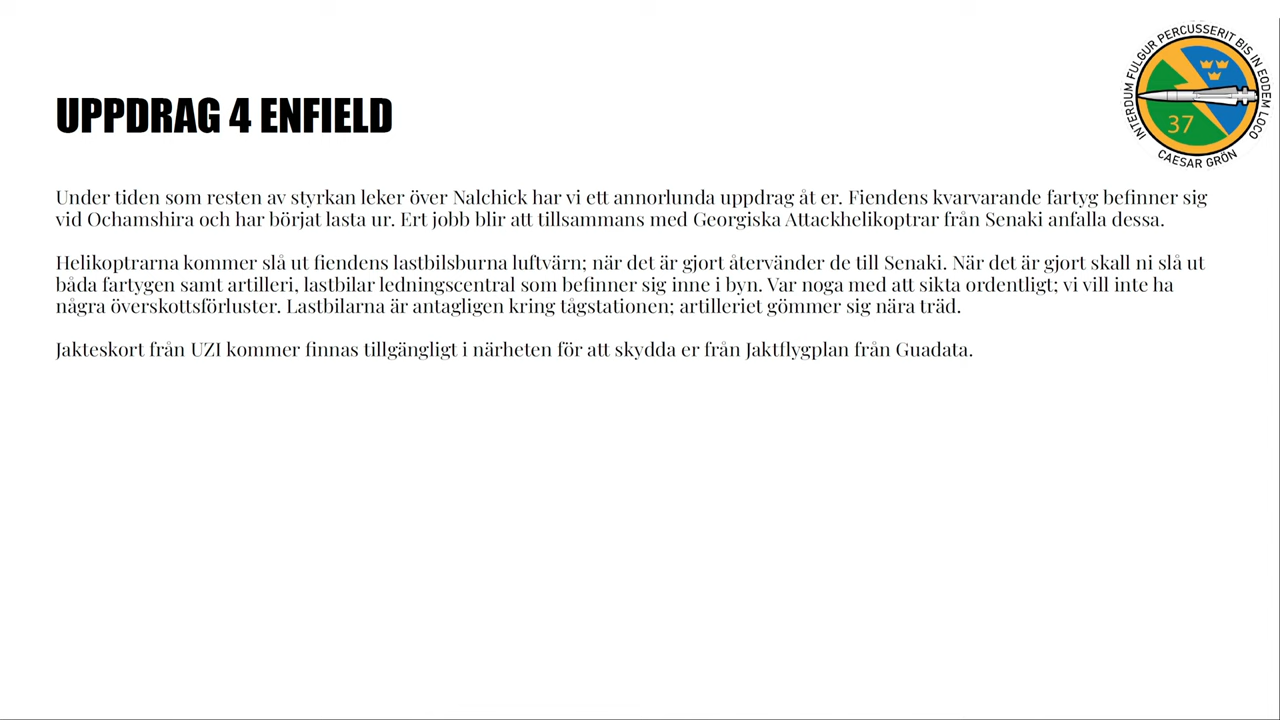 INTERDUM FULGUR PERCUSSERIT BIS IN EODEM LOCO
37
CAESAR GRÖN
UPPDRAG 4 ENFIELD
Under tiden som resten av styrkan leker över Nalchick har vi ett annorlunda uppdrag åt er. Fiendens kvarvarande fartyg befinner sig
vid Ochamshira och har börjat lasta ur. Ert jobb blir att tillsammans med Georgiska Attackhelikoptrar från Senaki anfalla dessa.
Helikoptrarna kommer slå ut fiendens lastbilsburna luftvärn; när det är gjort återvänder de till Senaki. När det är gjort skall ni slå ut
båda fartygen samt artilleri, lastbilar ledningscentral som befinner sig inne i byn. Var noga med att sikta ordentligt; vi vill inte ha
några överskottsförluster. Lastbilarna är antagligen kring tågstationen; artilleriet gömmer sig nära träd.
Jakteskort från UZI kommer finnas tillgängligt i närheten för att skydda er från Jaktflygplan från Guadata.